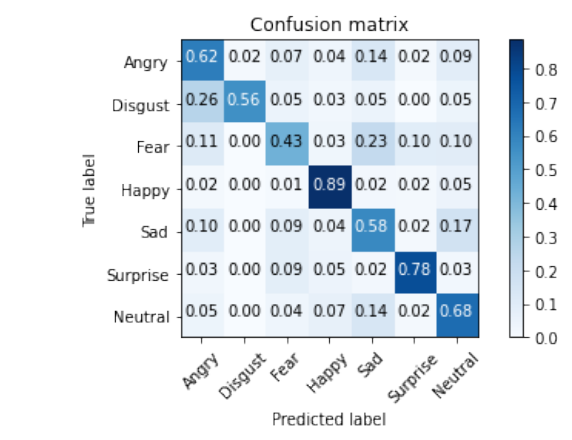 Confusion matrix
Angry 0.62 0.02 0.07 0.04 0.14 0.02 0.09
Disgust 0.26 0.56 0.05 0.03 0.05 0.00 0.05
Fear 0.11 0.00 0.43 0.03 0.23 0.10 0.10
Happy 0.02 0.00 0.01 0.89 0.02 0.02 0.05
Sad 0.10 0.00 0.09 0.04 0.58 0.02 0.17
Surprise 0.03 0.00 0.09 0.05 0.02 0.78 0.03
Neutral 0.05 0.00 0.04 0.07 0.14 0.02 0.68
True label
Angry Disgust Fear Happy Sad Surprise Neutral
Predicted label
0.8
0.7
0.6
0.5
0.4
0.3
0.2
0.1
0.0